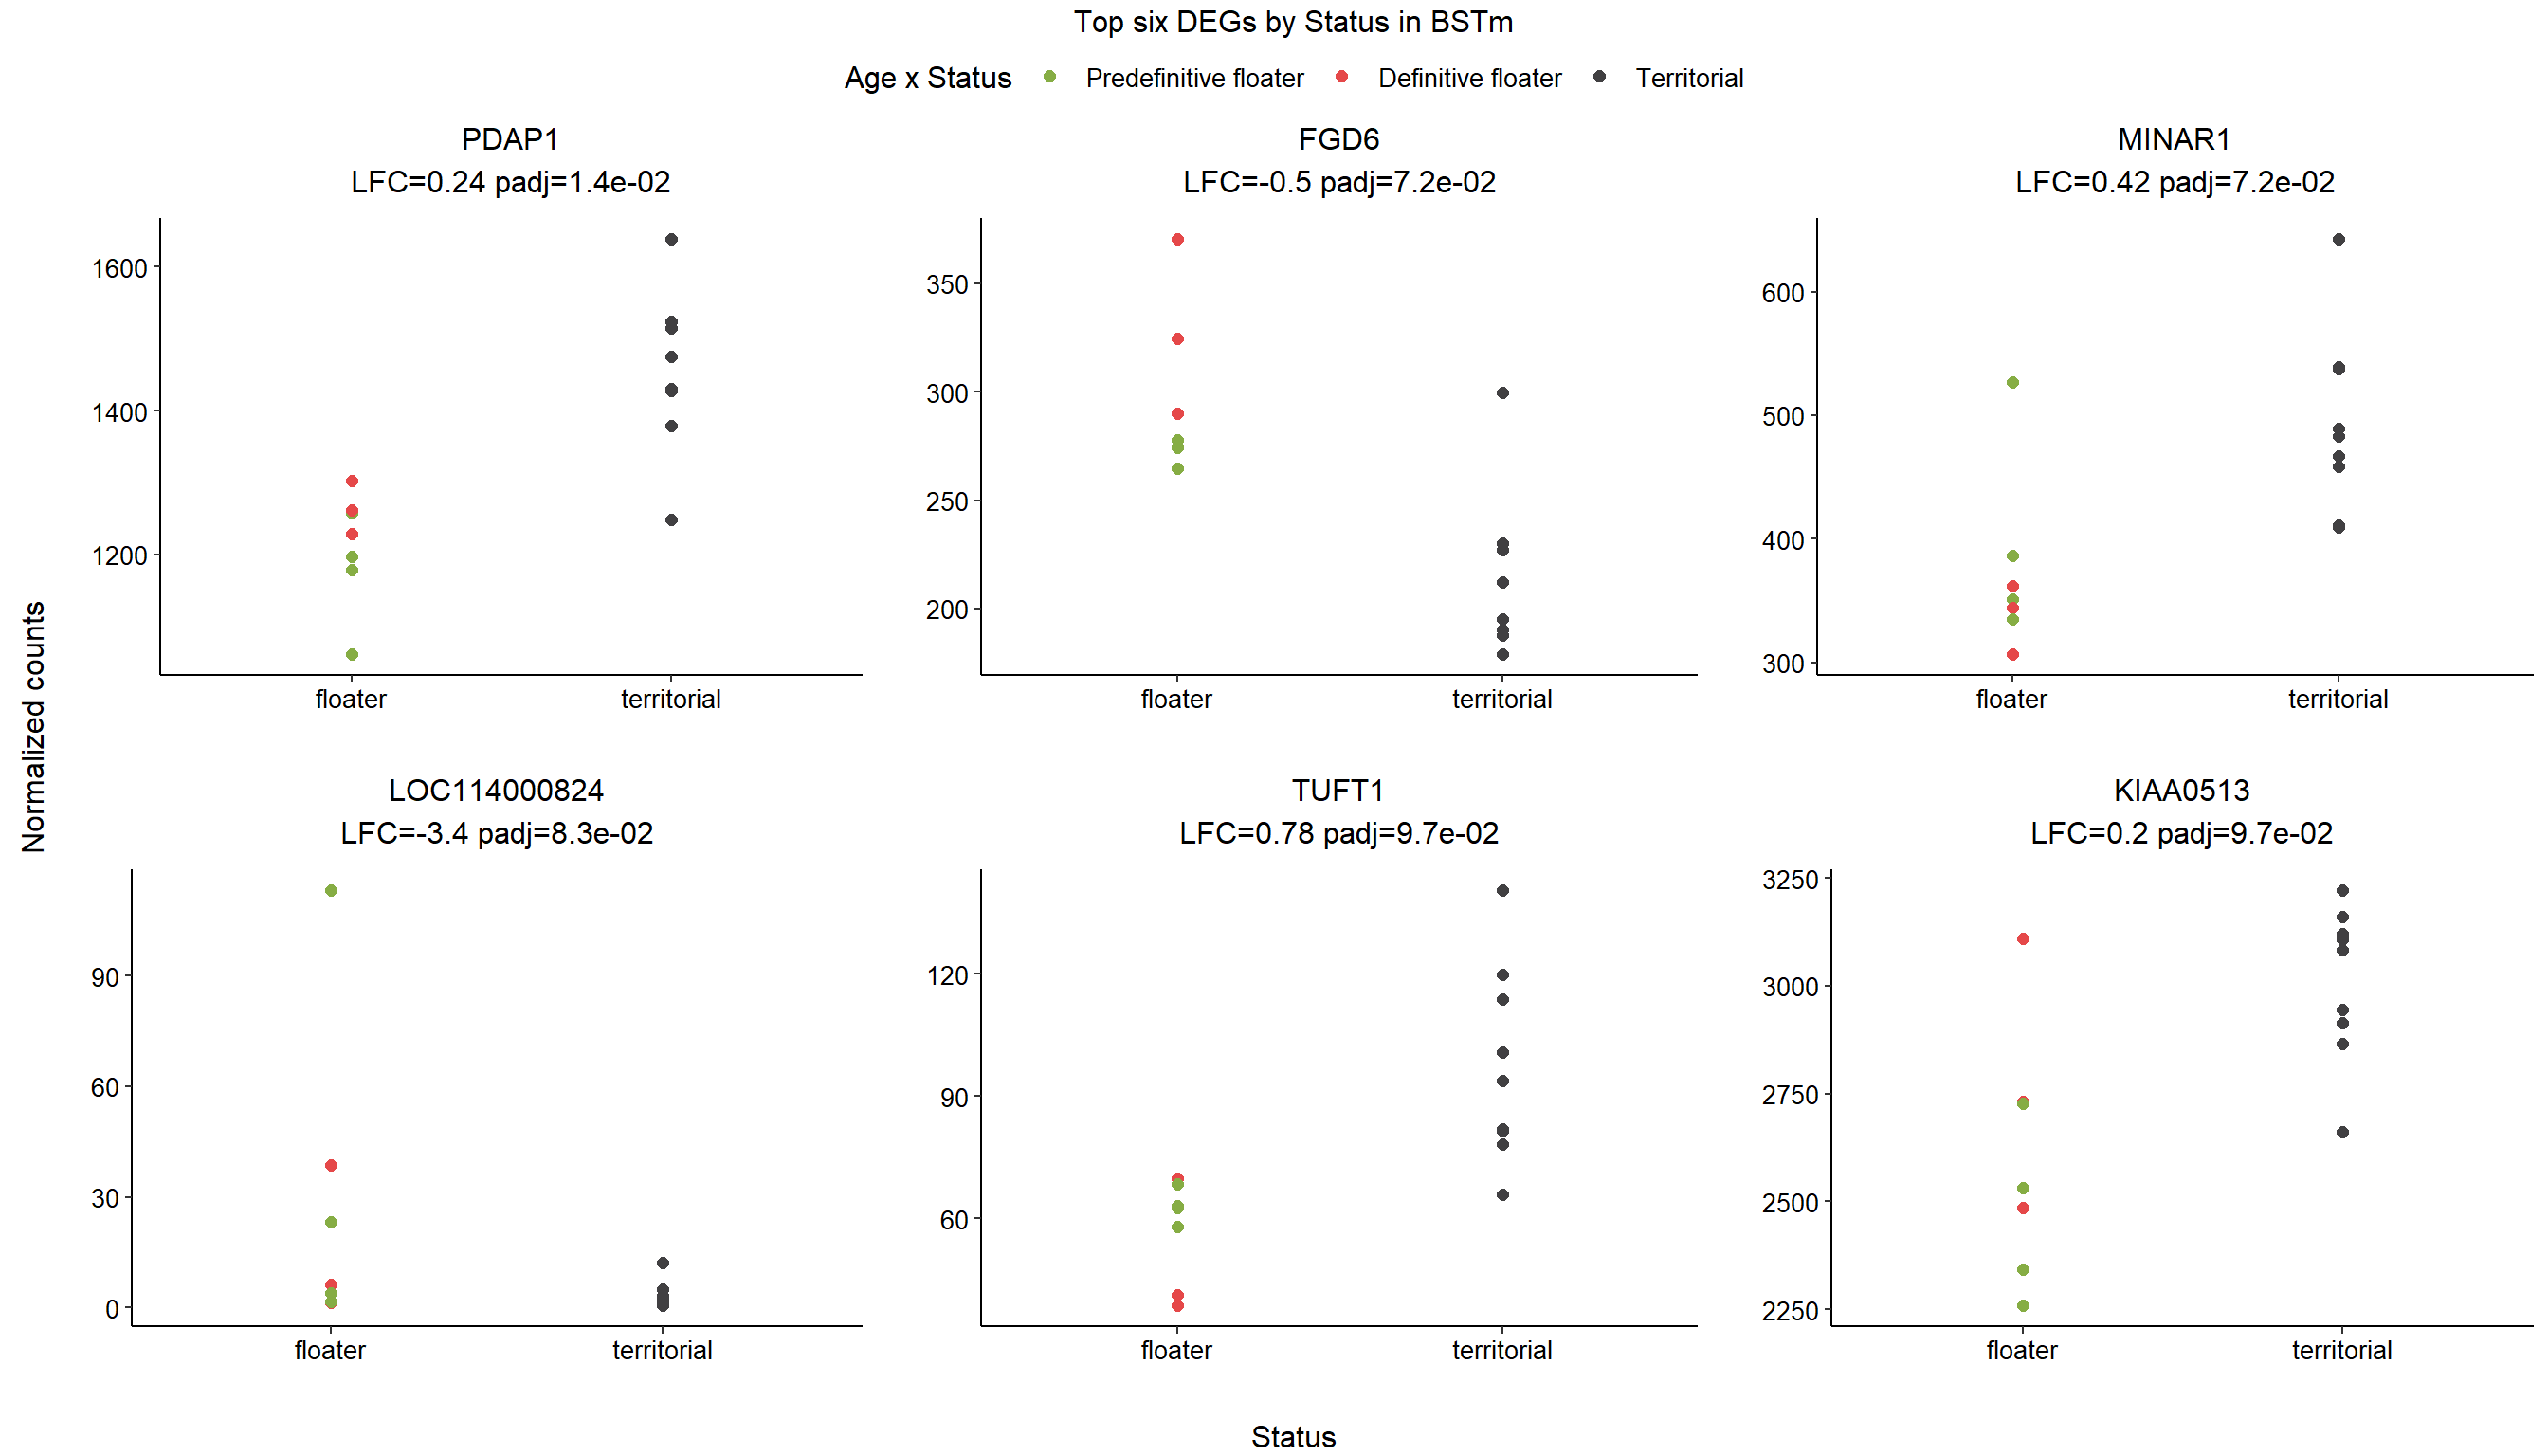 Top six DEGs by Status in BSTm
Age x Status Predefinitive floater Definitive floater Territorial
PDAP1
LFC=0.24 padj=1.4e-02
1600
1400
1200
floater territorial
FGD6
LFC=-0.5 padj=7.2e-02
350
300
250
200
floater territorial
MINAR1
LFC=0.42 padj=7.2e-02
600
500
400
300
floater territorial
Normalized counts
LOC114000824
LFC=-3.4 padj=8.3e-02
90
60
30
0
floater territorial
TUFT1
LFC=0.78 padj=9.7e-02
120
90
60
floater territorial
KIAA0513
LFC=0.2 padj=9.7e-02
3250
3000
2750
2500
2250
floater territorial
Status